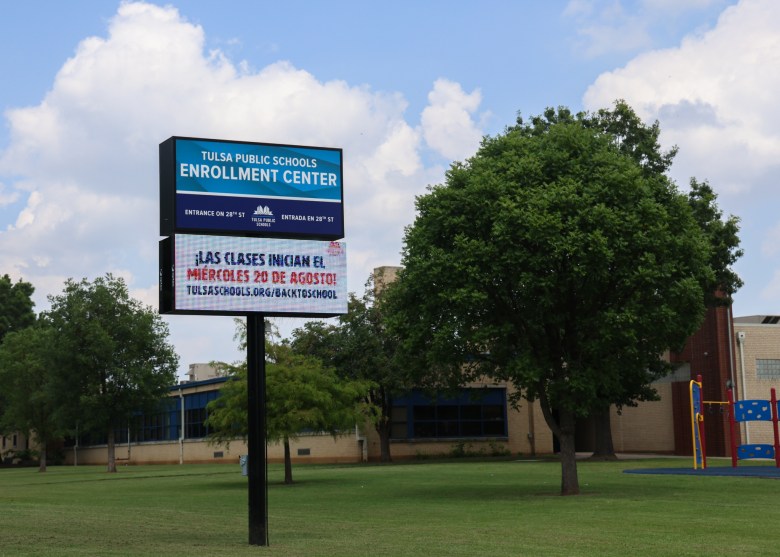 TULSA PUBLIC SCHOOLS
ENROLLMENT CENTER
ENTRANCE ON 28TH ST
TULSA PUBLIC
SCHOOLS
ENTRADA EN 28TH ST
¡LAS CLASES INICIAN EL
MIÉRCOLES 20 DE AGOSTO!
TULSASCHOOLS.ORG/BACKTOSCHOOL